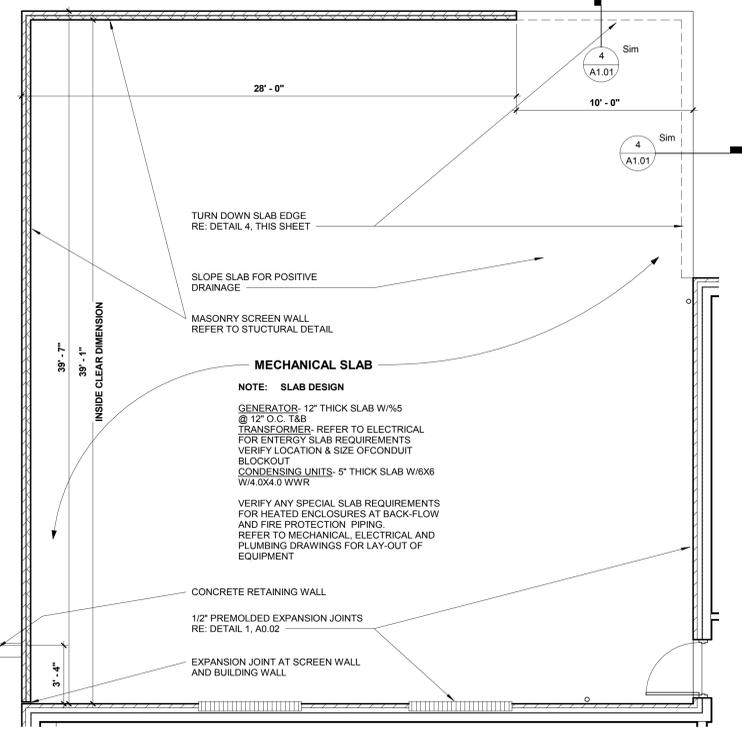 4
Sim
A1.01
28' - 0"
10' - 0"
4
Sim
A1.01
TURN DOWN SLAB EDGE
RE: DETAIL 4, THIS SHEET
SLOPE SLAB FOR POSITIVE
DRAINAGE
MASONRY SCREEN WALL
REFER TO STUCTURAL DETAIL
39' - 7"
39' - 1"
INSIDE CLEAR DIMENSION
MECHANICAL SLAB
NOTE: SLAB DESIGN
GENERATOR- 12" THICK SLAB W/%5
@ 12" O.C. T&B
TRANSFORMER- REFER TO ELECTRICAL
FOR ENTERGY SLAB REQUIREMENTS
VERIFY LOCATION & SIZE OFCONDUIT
BLOCKOUT
CONDENSING UNITS- 5" THICK SLAB W/6X6
W/4.0X4.0 WWR
VERIFY ANY SPECIAL SLAB REQUIREMENTS
FOR HEATED ENCLOSURES AT BACK-FLOW
AND FIRE PROTECTION PIPING.
REFER TO MECHANICAL, ELECTRICAL AND
PLUMBING DRAWINGS FOR LAY-OUT OF
EQUIPMENT
CONCRETE RETAINING WALL
1/2" PREMOLDED EXPANSION JOINTS
RE: DETAIL 1, A0.02
3' - 4"
EXPANSION JOINT AT SCREEN WALL
AND BUILDING WALL